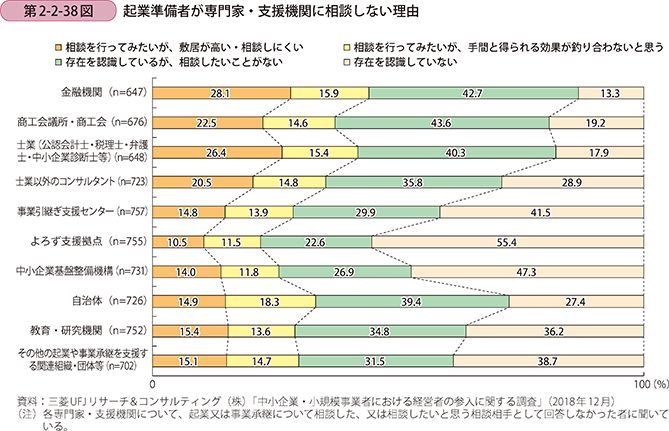 第2-2-38図 起業準備者が専門家・支援機関に相談しない理由
相談を行ってみたいが、敷居が高い・相談しにくい 相談を行ってみたいが、手間と得られる効果が釣り合わないと思う
存在を認識しているが、相談したいことがない 存在を認識していない
金融機関（n=647） 28.1 15.9 42.7 13.3
商工会議所・商工会（n=676） 22.5 14.6 43.6 19.2
士業（公認会計士・税理士・弁護
士・中小企業診断士等）（n=648） 26.4 15.4 40.3 17.9
士業以外のコンサルタント（n=723） 20.5 14.8 35.8 28.9
事業引継ぎ支援センター（n=757） 14.8 13.9 29.9 41.5
よろず支援拠点（n=755） 10.5 11.5 22.6 55.4
中小企業基盤整備機構（n=731） 14.0 11.8 26.9 47.3
自治体（n=726） 14.9 18.3 39.4 27.4
教育・研究機関（n=752） 15.4 13.6 34.8 36.2
その他の起業や事業承継を支援す
る関連組織・団体等（n=702） 15.1 14.7 31.5 38.7
0 100（%）
資料：三菱UFJリサーチ＆コンサルティング（株）「中小企業・小規模事業者における経営者の参入に関する調査」（2018年12月）
（注）各専門家・支援機関について、起業又は事業承継について相談した、又は相談したいと思う相談相手として回答しなかった者に聞いて
いる。